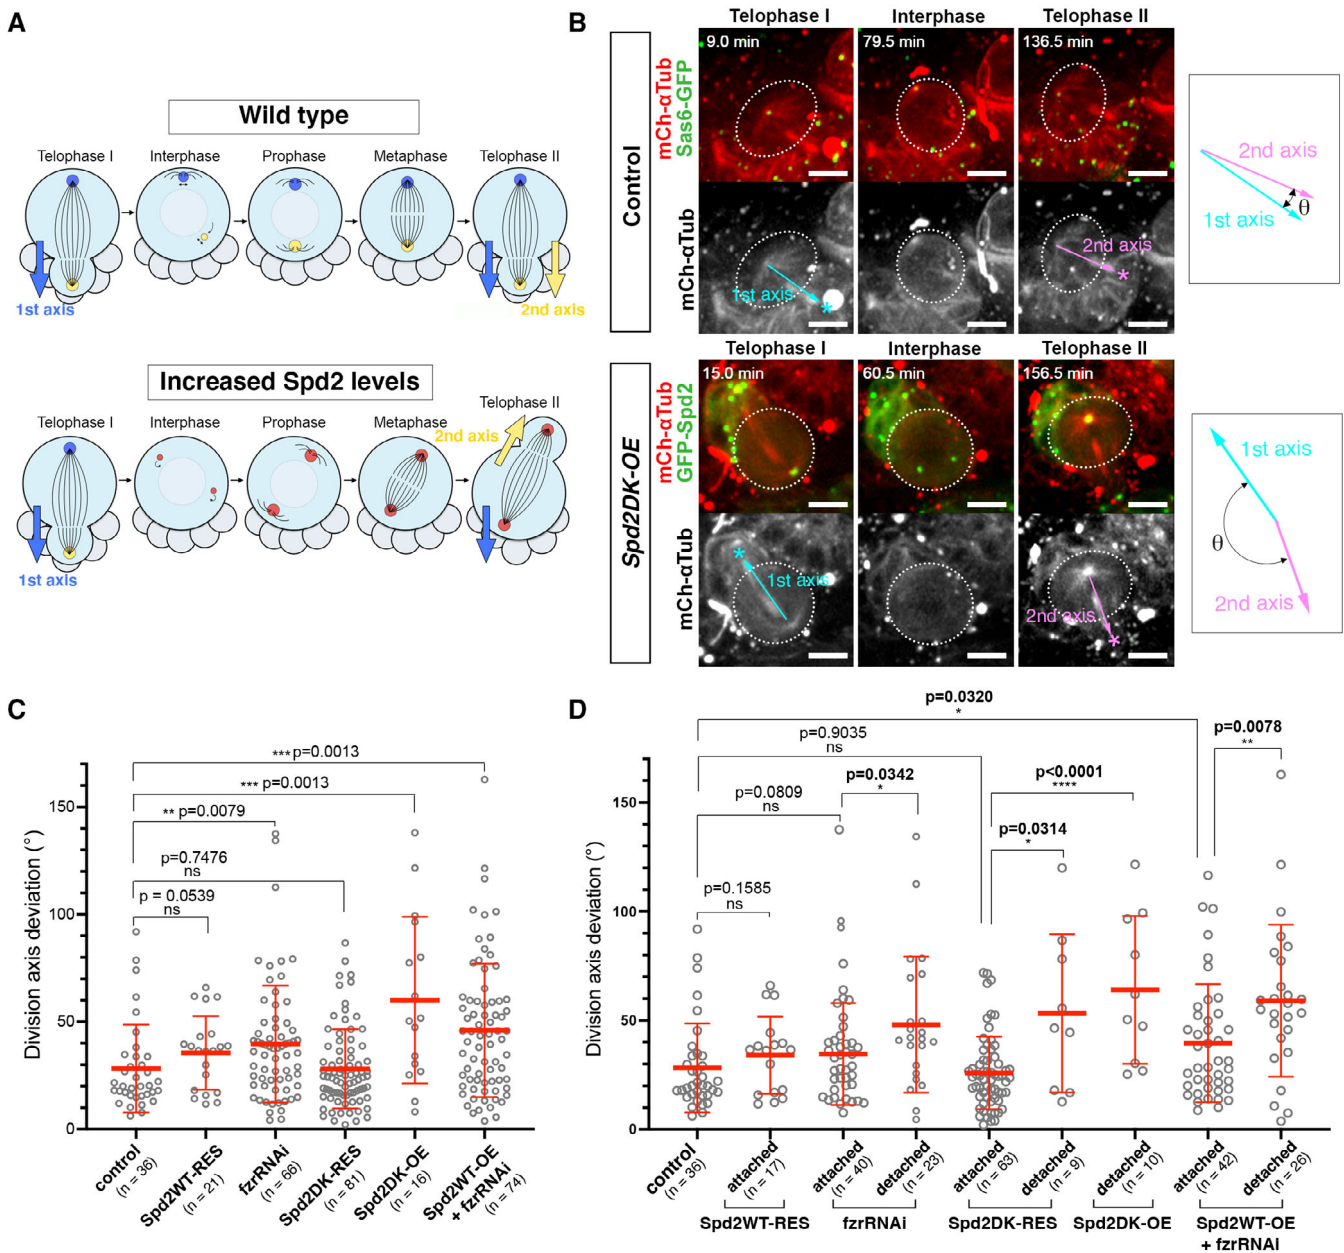 A
Wild type
Telophase I
Interphase
Prophase
Metaphase
Telophase II
1st axis
2nd axis
Increased Spd2 levels
Telophase I
Interphase
Prophase
Metaphase
Telophase II
2nd axis
1st axis
B
Telophase I
Interphase
Telophase II
Control
mCh-αTub
Sas6-GFP
9.0 min
79.5 min
136.5 min
mCh-αTub
1st axis
*
2nd axis
*
2nd axis
1st axis
θ
Telophase I
Interphase
Telophase II
Spd2DK-OE
mCh-αTub
GFP-Spd2
15.0 min
60.5 min
156.5 min
mCh-αTub
*
1st axis
2nd axis
*
1st axis
θ
2nd axis
C
Division axis deviation (°)
150
100
50
0
*** p=0.0013
*** p=0.0013
** p=0.0079
p=0.7476
ns
p = 0.0539
ns
control
(n = 36)
Spd2WT-RES
(n = 21)
fzrRNAi
(n = 66)
Spd2DK-RES
(n = 81)
Spd2DK-OE
(n = 16)
Spd2WT-OE
+ fzrRNAi
(n = 74)
D
Division axis deviation (°)
150
100
50
0
p=0.0320
*
p=0.9035
ns
p=0.0078
**
p=0.0342
*
p<0.0001
****
p=0.0809
ns
p=0.0314
*
p=0.1585
ns
control
(n = 36)
attached
(n = 17)
attached
(n = 40)
detached
(n = 23)
attached
(n = 63)
detached
(n = 9)
detached
(n = 10)
attached
(n = 42)
detached
(n = 26)
Spd2WT-RES
fzrRNAi
Spd2DK-RES
Spd2DK-OE
Spd2WT-OE
+ fzrRNAi